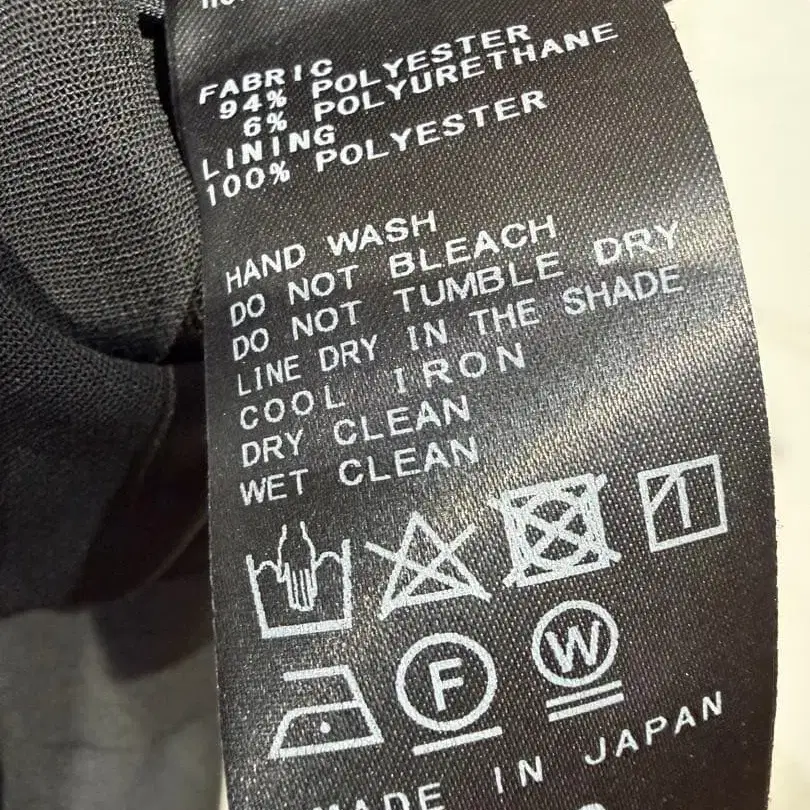 FABRIC
94% POLYESTER
6% POLYURETHANE
LINING
100% POLYESTER
HAND WASH
DO NOT BLEACH
DO NOT TUMBLE DRY
LINE DRY IN THE SHADE
COOL IRON
DRY CLEAN
WET CLEAN
F W
MADE IN JAPAN